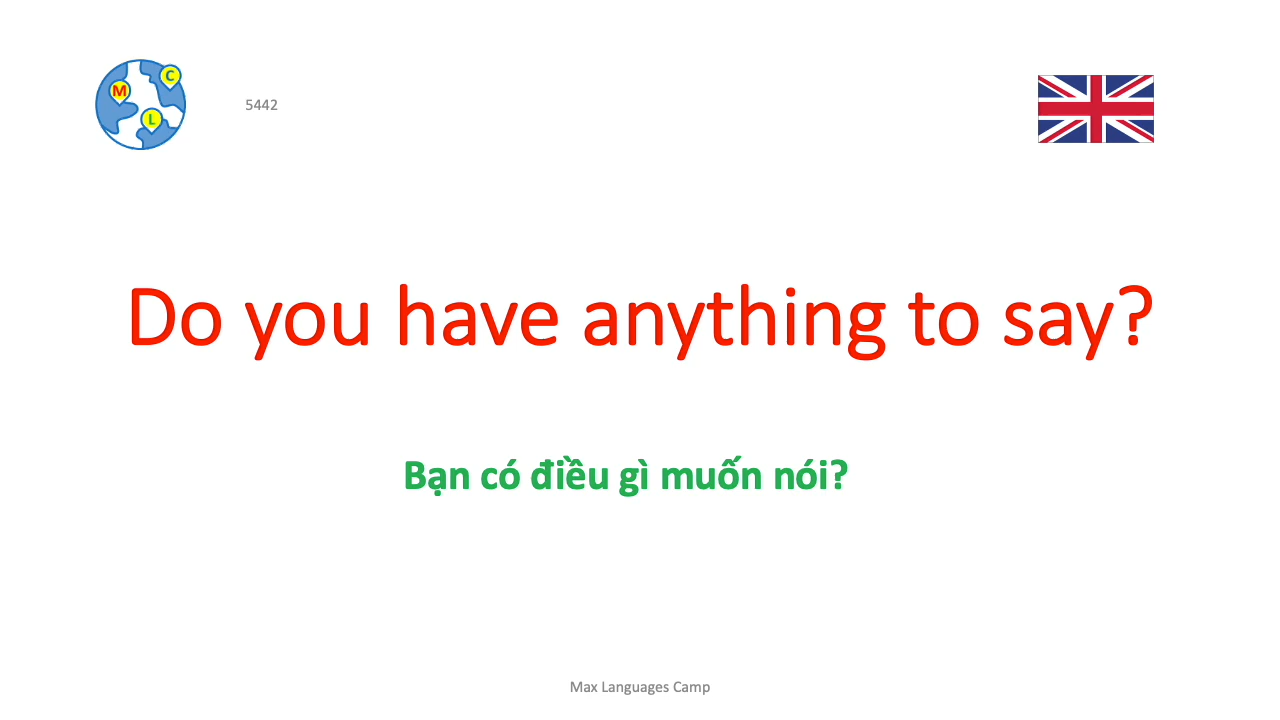 M
C
L
5442
Do you have anything to say?
Bạn có điều gì muốn nói?
Max Languages Camp